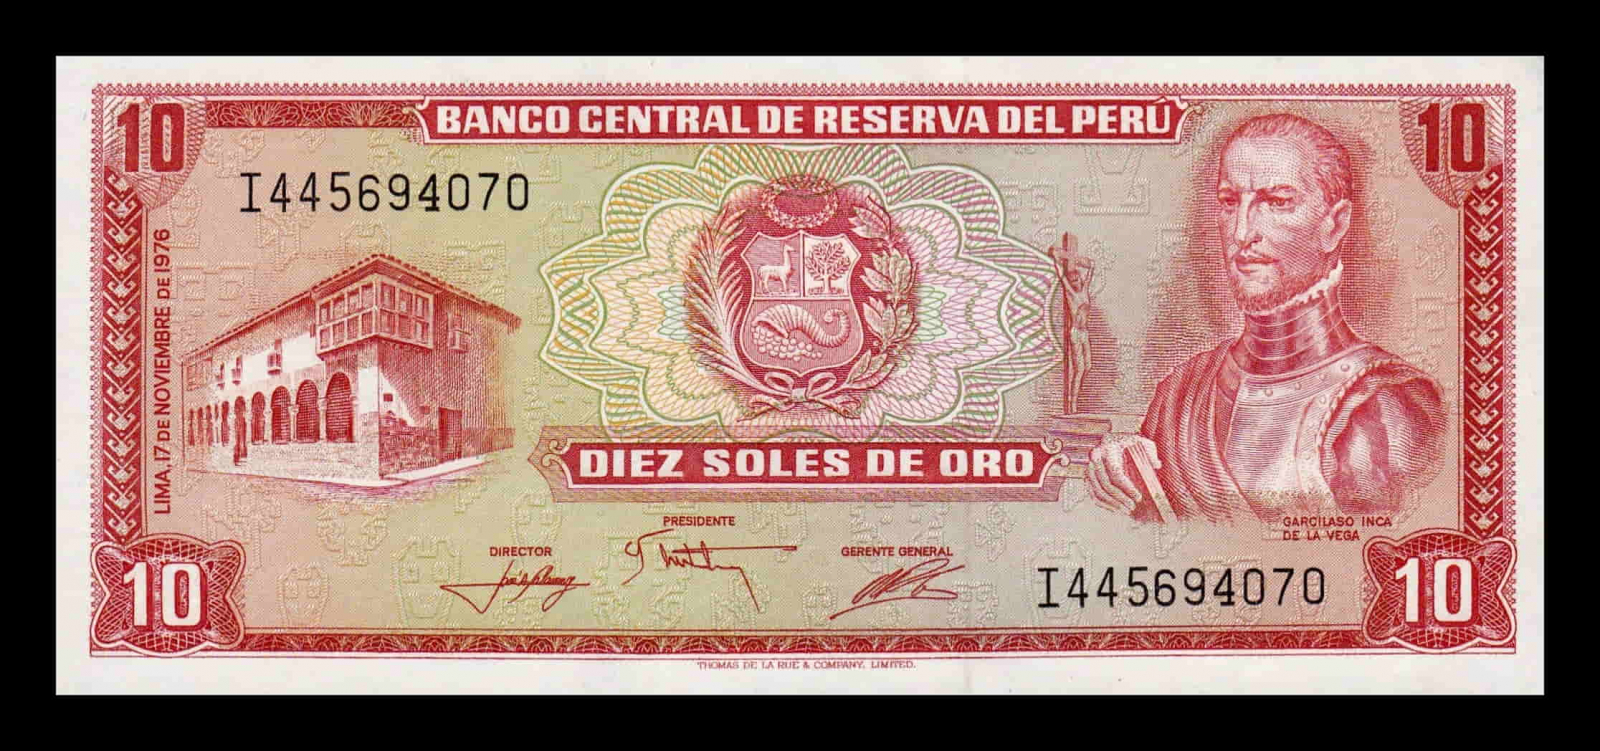 10
BANCO CENTRAL DE RESERVA DEL PERÚ
10
I445694070
LIMA, 17 DE NOVIEMBRE DE 1976
DIEZ SOLES DE ORO
GARCILASO INCA
DE LA VEGA
PRESIDENTE
DIRECTOR
GERENTE GENERAL
10
I445694070
10
THOMAS DE LA RUE & COMPANY, LIMITED.